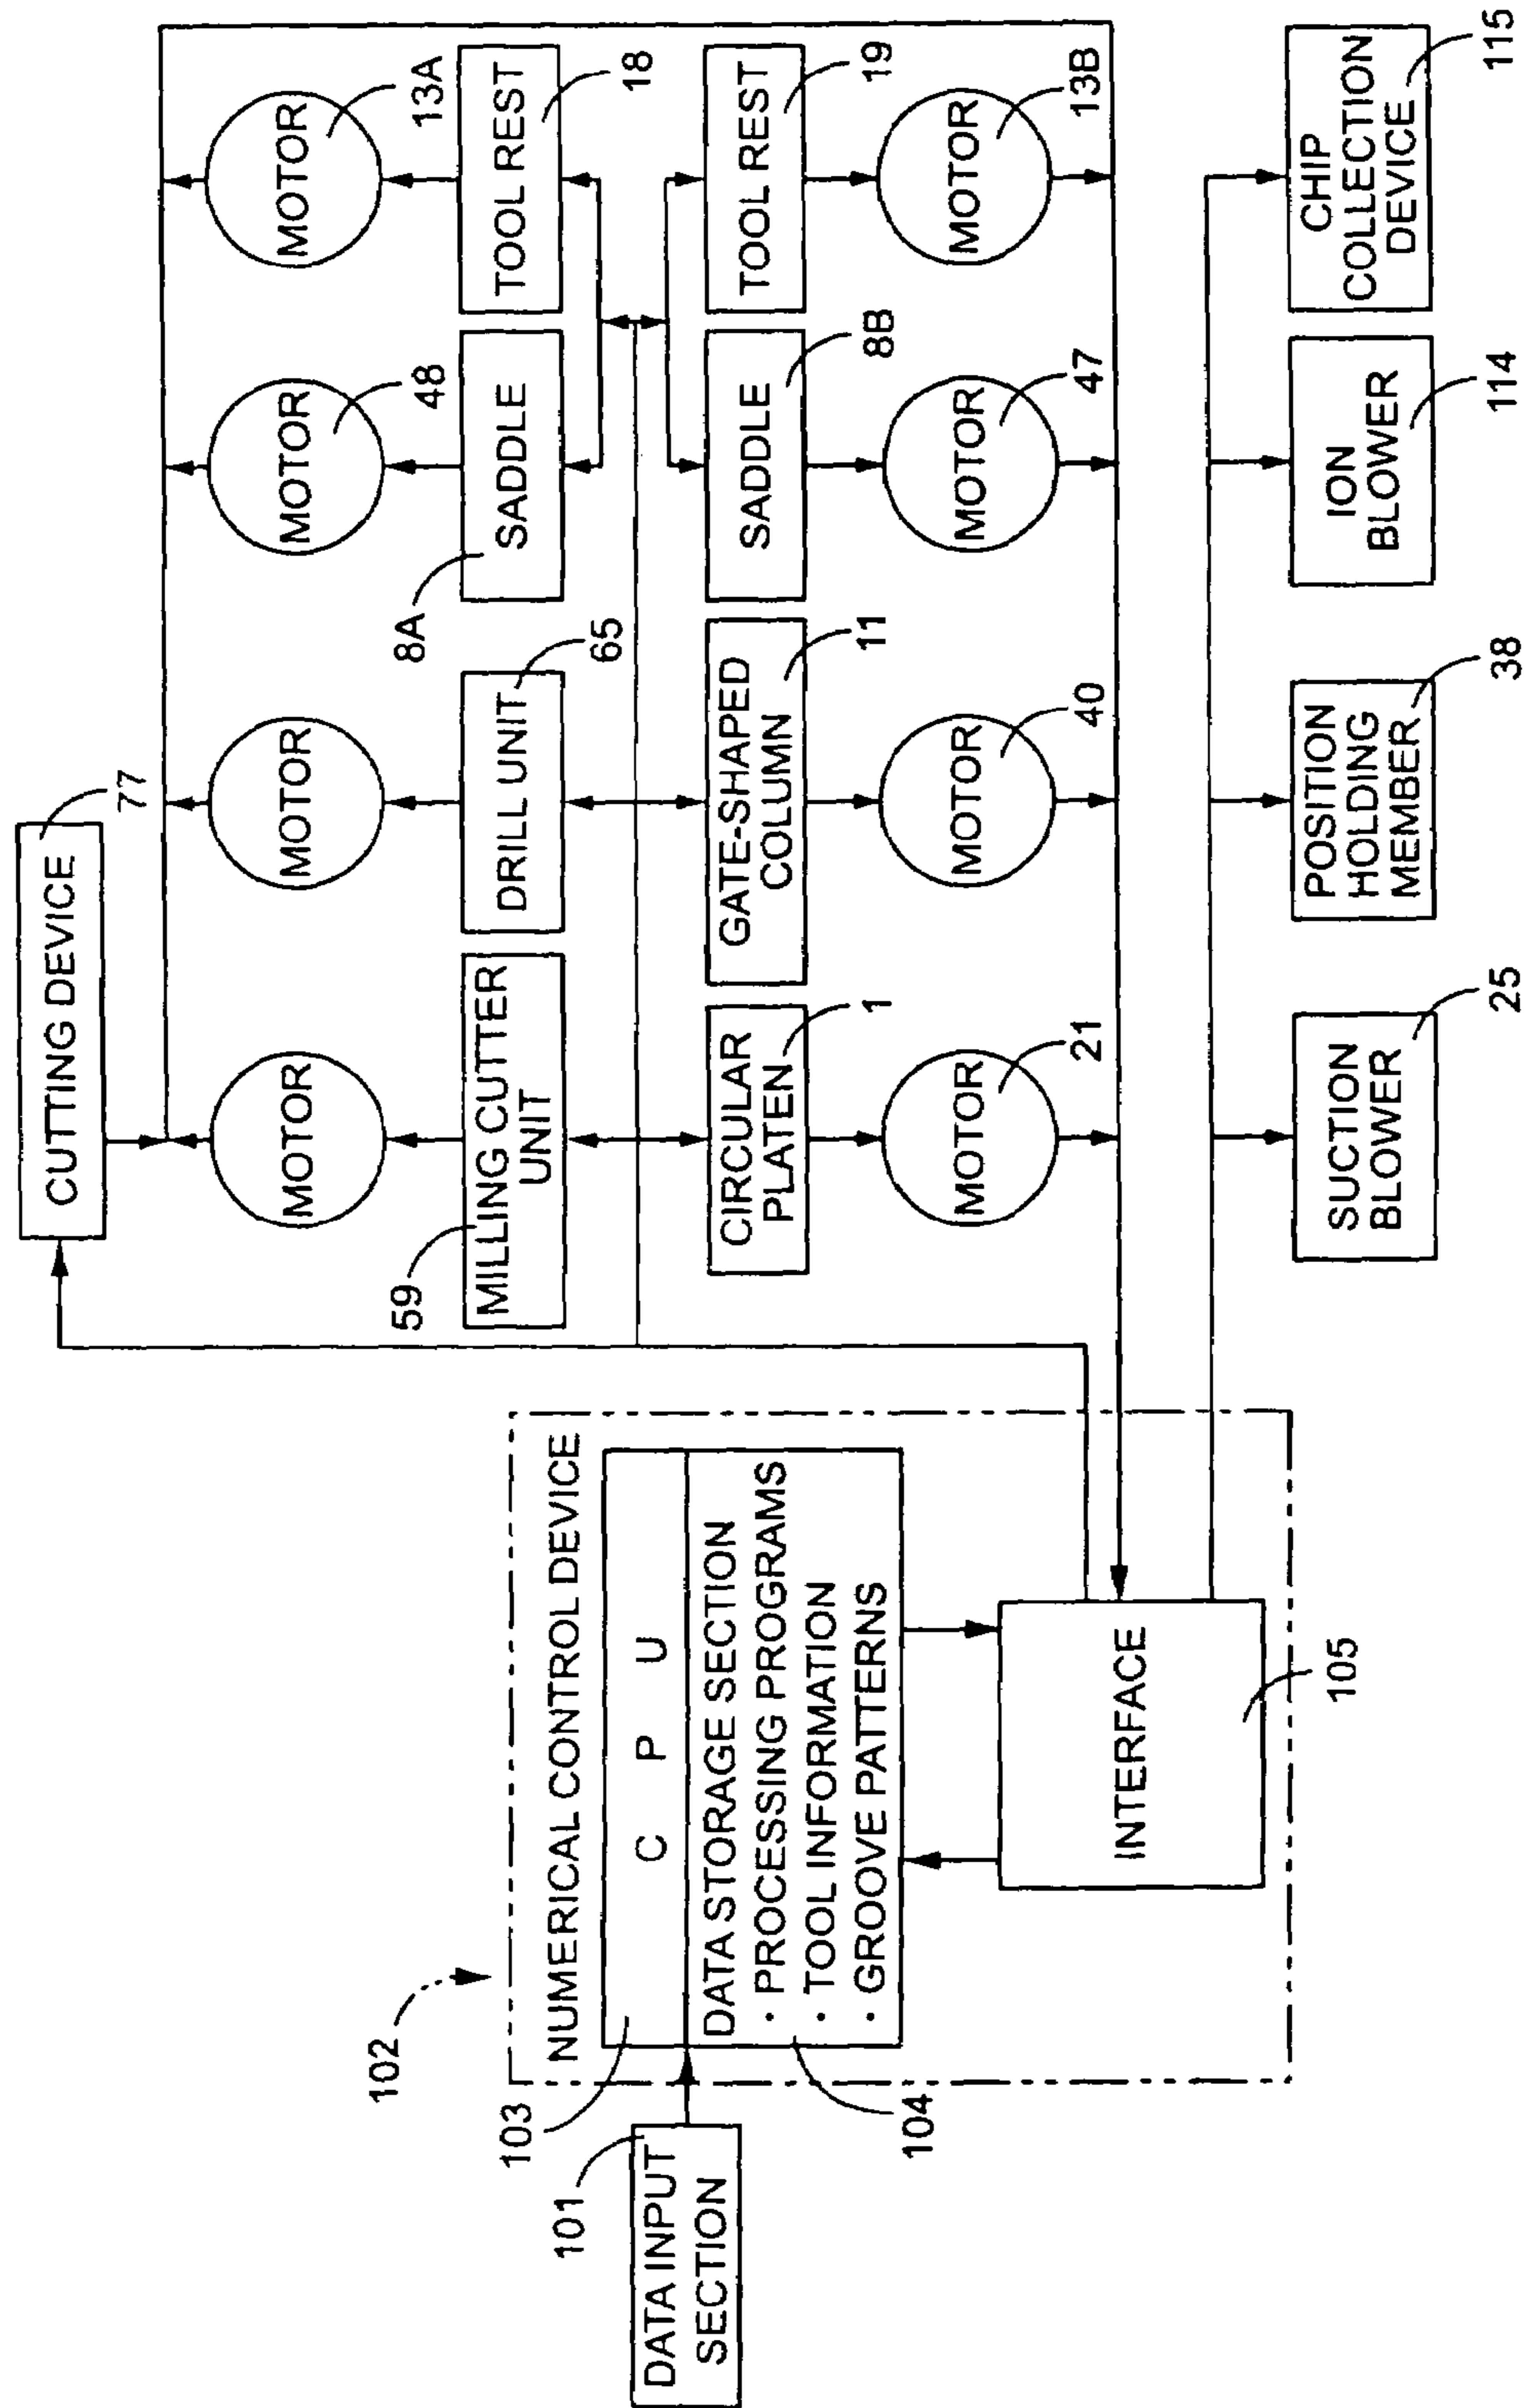 CUTTING DEVICE
77
MOTOR
MOTOR
MOTOR
48
MOTOR
13A
59
MILLING CUTTER
UNIT
DRILL UNIT
65
8A
SADDLE
TOOL REST
18
CIRCULAR
PLATEN
1
GATE-SHAPED
COLUMN
11
SADDLE
8B
TOOL REST
19
MOTOR
21
MOTOR
40
MOTOR
47
MOTOR
13B
102
NUMERICAL CONTROL DEVICE
103
C P U
101
DATA INPUT
SECTION
DATA STORAGE SECTION
· PROCESSING PROGRAMS
· TOOL INFORMATION
· GROOVE PATTERNS
104
INTERFACE
105
SUCTION
BLOWER
25
POSITION
HOLDING
MEMBER
38
ION
BLOWER
114
CHIP
COLLECTION
DEVICE
115